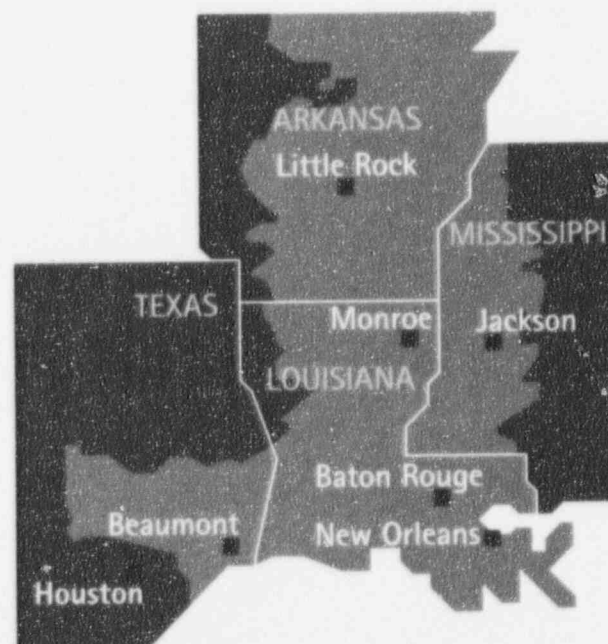 ARKANSAS
Little Rock
MISSISSIPPI
TEXAS
Monroe
Jackson
LOUISIANA
Baton Rouge
Beaumont
New Orleans
Houston